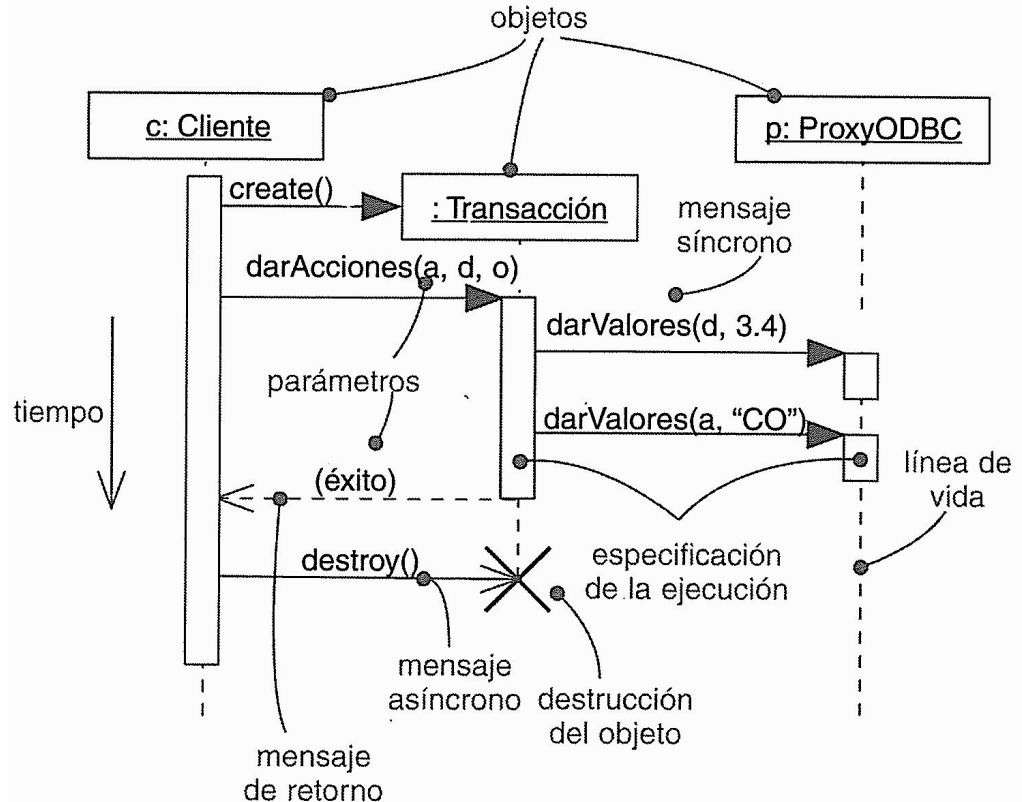 objetos
c: Cliente
p: ProxyODBC
create()
: Transacción
mensaje
síncrono
darAcciones(a, d, o)
darValores(d, 3.4)
parámetros
tiempo
darValores(a, “CO”)
(éxito)
línea de
vida
destroy()
especificación
de la ejecución
mensaje
asíncrono
destrucción
del objeto
mensaje
de retorno